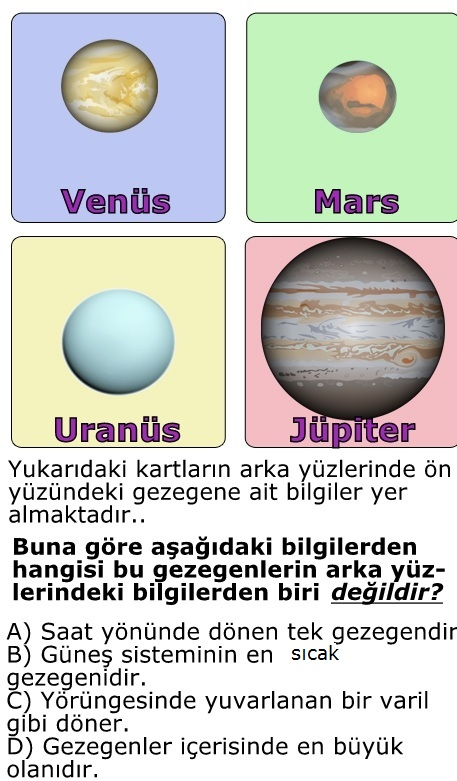 Venüs
Mars
Uranüs
Jüpiter
Yukarıdaki kartların arka yüzlerinde ön
yüzündeki gezegene ait bilgiler yer
almaktadır..
Buna göre aşağıdaki bilgilerden
hangisi bu gezegenlerin arka yüz-
lerindeki bilgilerden biri değildir?
A) Saat yönünde dönen tek gezegendir
B) Güneş sisteminin en sıcak
gezegenidir.
C) Yörüngesinde yuvarlanan bir varil
gibi döner.
D) Gezegenler içerisinde en büyük
olanıdır.